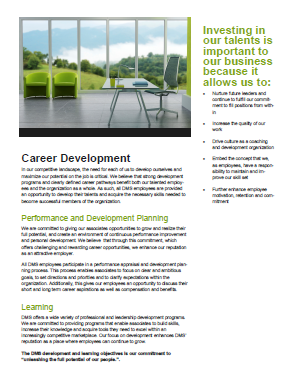 Investing in
our talents is
important to
our business
because it
allows us to:
• Nurture future leaders and
continue to fulfil our commit-
ment to fill positions from with-
in
• Increase the quality of our
work
• Drive culture as a coaching
and development organization
• Embed the concept that we,
as employees, have a respon-
sibility to maintain and im-
prove our skill set
• Further enhance employee
motivation, retention and com-
mitment
Career Development
In our competitive landscape, the need for each of us to develop ourselves and
maximize our potential on the job is critical. We believe that strong development
programs and clearly defined career pathways benefit both our talented employ-
ees and the organization as a whole. As such, all DMS employees are provided
an opportunity to develop their talents and acquire the necessary skills needed to
become successful members of the organization.
Performance and Development Planning
We are committed to giving our associates opportunities to grow and realize their
full potential, and create an environment of continuous performance improvement
and personal development. We believe that through this commitment, which
offers challenging and rewarding career opportunities, we enhance our reputation
as an attractive employer.
All DMS employees participate in a performance appraisal and development plan-
ning process. This process enables associates to focus on clear and ambitious
goals, to set directions and priorities and to clarify expectations within the
organization. Additionally, this gives our employees an opportunity to discuss their
short and long term career aspirations as well as compensation and benefits.
Learning
DMS offers a wide variety of professional and leadership development programs.
We are committed to providing programs that enable associates to build skills,
increase their knowledge and acquire tools they need to excel within an
increasingly competitive marketplace. Our focus on development enhances DMS'
reputation as a place where employees can continue to grow.
The DMS development and learning objectives is our commitment to
"unleashing the full potential of our people.".